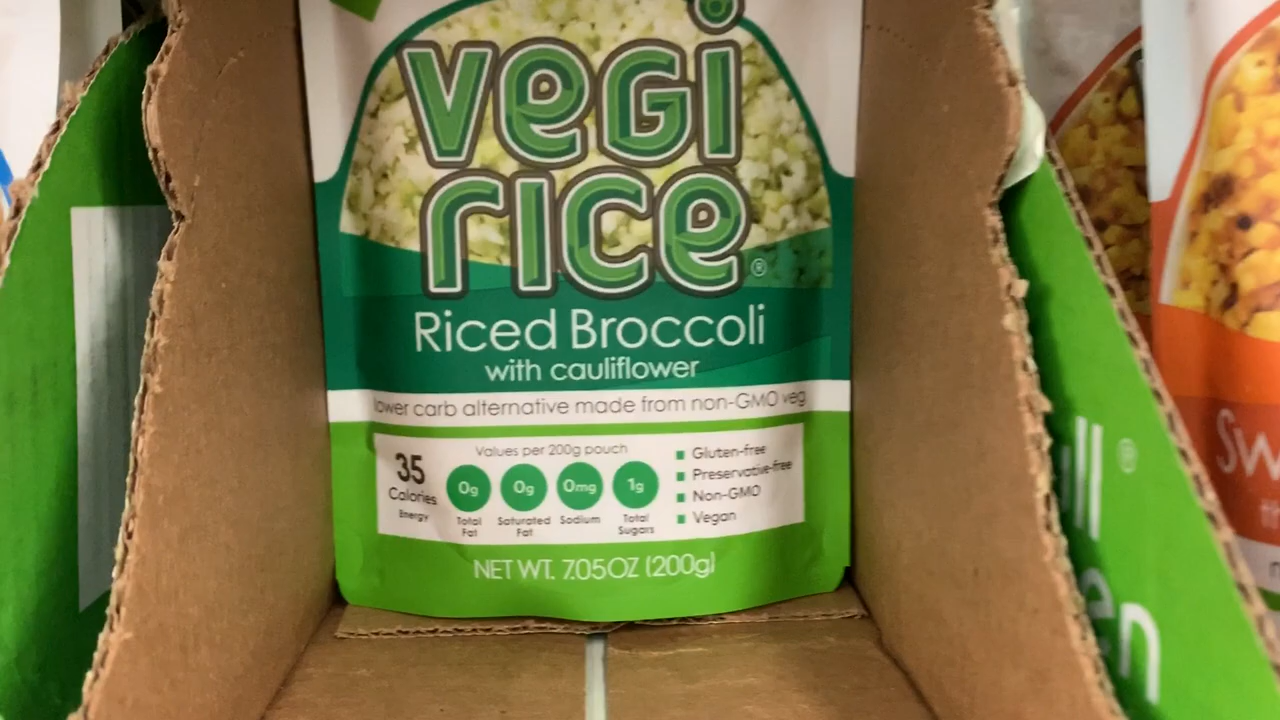 vegi
rice®
Riced Broccoli
with cauliflower
lower carb alternative made from non-GMO veg
Values per 200g pouch
35
Calories
Energy
0g
Total
Fat
0g
Saturated
Fat
0mg
Sodium
1g
Total
Sugars
Gluten-free
Preservative-free
Non-GMO
Vegan
NET WT. 7.05OZ (200g)
®